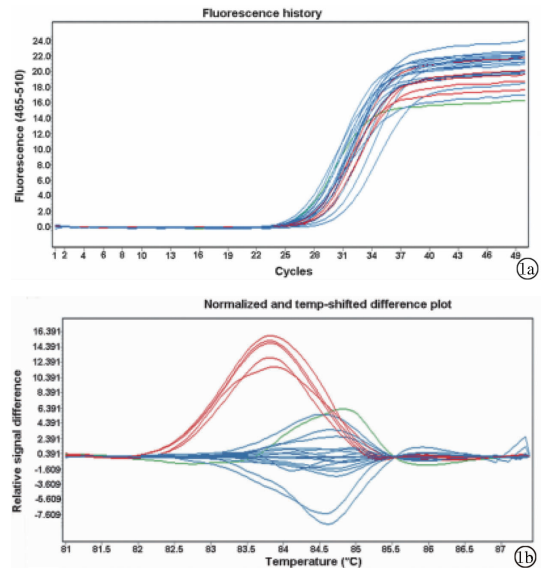 Fluorescence history
Fluorescence (465-510)
24.0
22.0
20.0
18.0
16.0
14.0
12.0
10.0
8.0
6.0
4.0
2.0
0.0
1 2 4 6 8 10 13 16 19 22 25 28 31 34 37 40 43 46 49
Cycles
1a
Normalized and temp-shifted difference plot
Relative signal difference
16.391
14.391
12.391
10.391
8.391
6.391
4.391
2.391
0.391
-1.609
-3.609
-5.609
-7.609
81 81.5 82 82.5 83 83.5 84 84.5 85 85.5 86 86.5 87
Temperature (°C)
1b